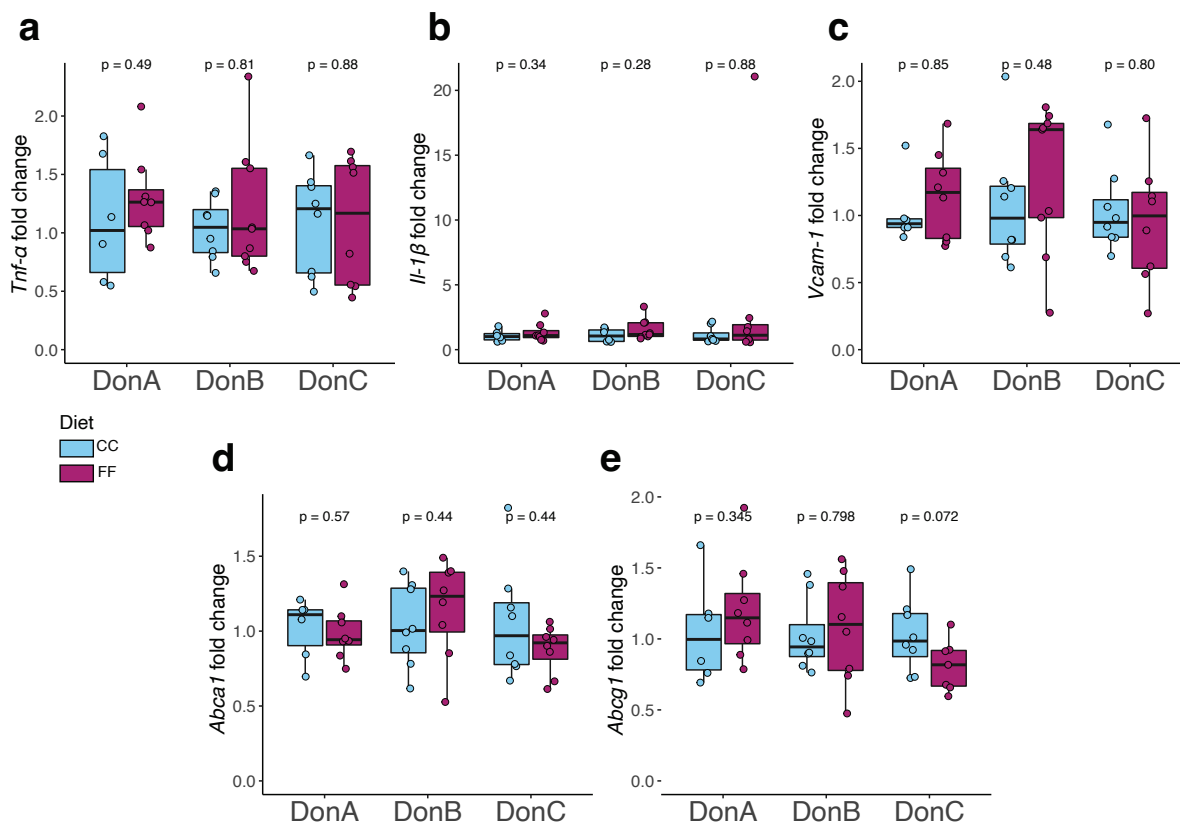 a
p = 0.49
p = 0.81
p = 0.88
Tnf-α fold change
2.0
1.5
1.0
0.5
0.0
DonA
DonB
DonC
b
p = 0.34
p = 0.28
p = 0.88
Il-1β fold change
20
15
10
5
0
DonA
DonB
DonC
c
p = 0.85
p = 0.48
p = 0.80
Vcam-1 fold change
2.0
1.5
1.0
0.5
0.0
DonA
DonB
DonC
Diet
CC
FF
d
p = 0.57
p = 0.44
p = 0.44
Abca1 fold change
1.5
1.0
0.5
0.0
DonA
DonB
DonC
e
p = 0.345
p = 0.798
p = 0.072
Abcg1 fold change
2.0
1.5
1.0
0.5
0.0
DonA
DonB
DonC